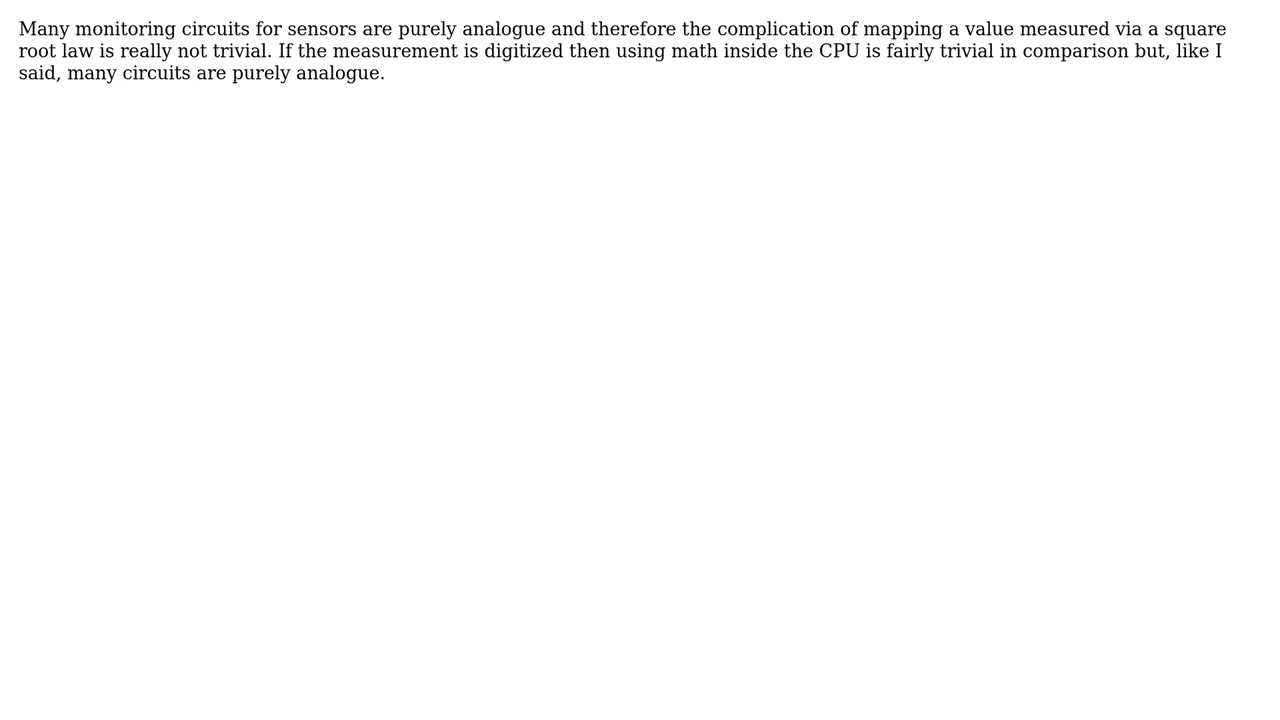 Many monitoring circuits for sensors are purely analogue and therefore the complication of mapping a value measured via a square
root law is really not trivial. If the measurement is digitized then using math inside the CPU is fairly trivial in comparison but, like I
said, many circuits are purely analogue.